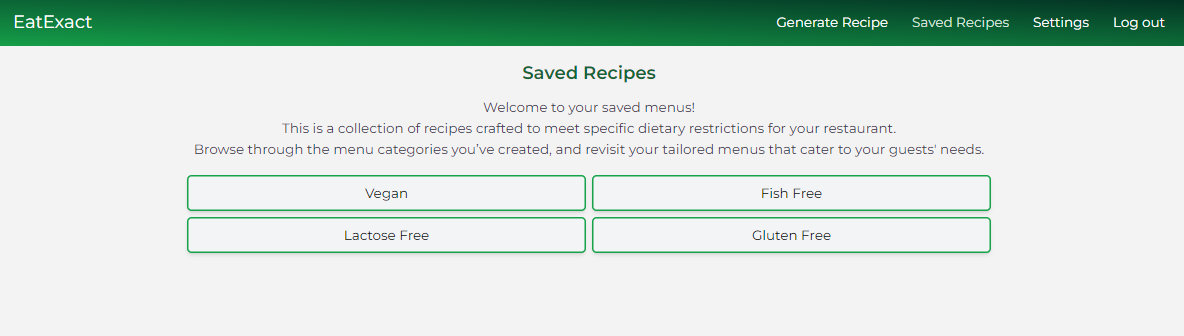 EatExact
Generate Recipe Saved Recipes Settings Log out
Saved Recipes
Welcome to your saved menus!
This is a collection of recipes crafted to meet specific dietary restrictions for your restaurant.
Browse through the menu categories you’ve created, and revisit your tailored menus that cater to your guests' needs.
Vegan
Fish Free
Lactose Free
Gluten Free